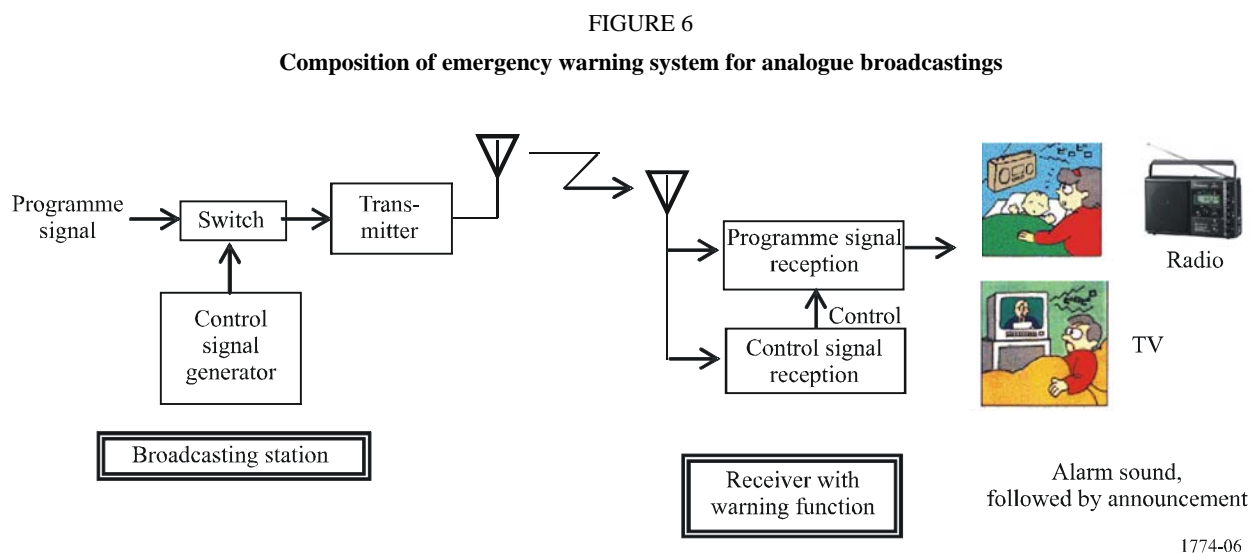 FIGURE 6
Composition of emergency warning system for analogue broadcastings
Programme
signal
Switch
Trans-
mitter
Control
signal
generator
Broadcasting station
Programme signal
reception
Control
Control signal
reception
Receiver with
warning function
Radio
TV
Alarm sound,
followed by announcement
1774-06